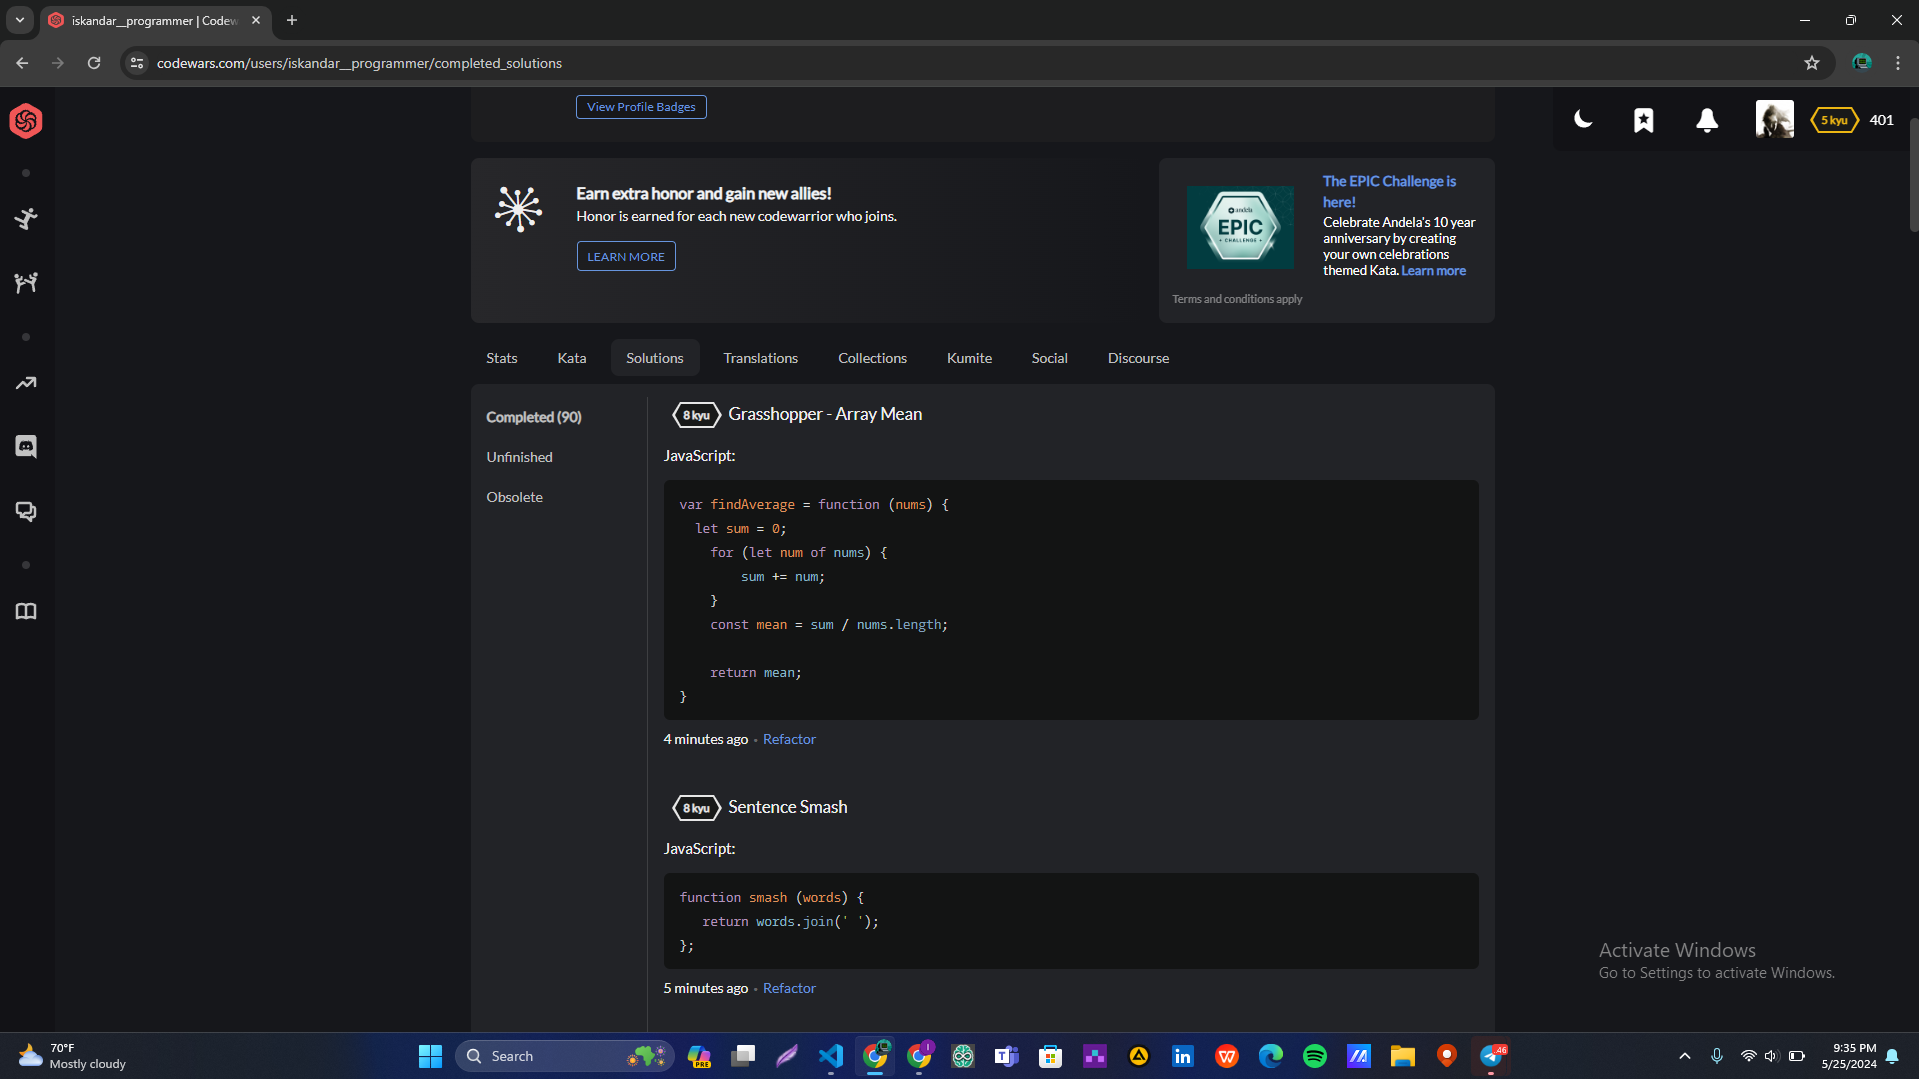 iskandar__programmer | Codew
codewars.com/users/iskandar__programmer/completed_solutions
View Profile Badges
5 kyu
401
Earn extra honor and gain new allies!
Honor is earned for each new codewarrior who joins.
LEARN MORE
andela
EPIC
CHALLENGE
The EPIC Challenge is
here!
Celebrate Andela's 10 year
anniversary by creating
your own celebrations
themed Kata. Learn more
Terms and conditions apply
Stats Kata Solutions Translations Collections Kumite Social Discourse
Completed (90)
Unfinished
Obsolete
8 kyu Grasshopper - Array Mean
JavaScript:
var findAverage = function (nums) {
  let sum = 0;
    for (let num of nums) {
        sum += num;
    }
    const mean = sum / nums.length;
    return mean;
}
4 minutes ago • Refactor
8 kyu Sentence Smash
JavaScript:
function smash (words) {
   return words.join(' ');
};
5 minutes ago • Refactor
Activate Windows
Go to Settings to activate Windows.
70°F
Mostly cloudy
Search
PRE
46
9:35 PM
5/25/2024